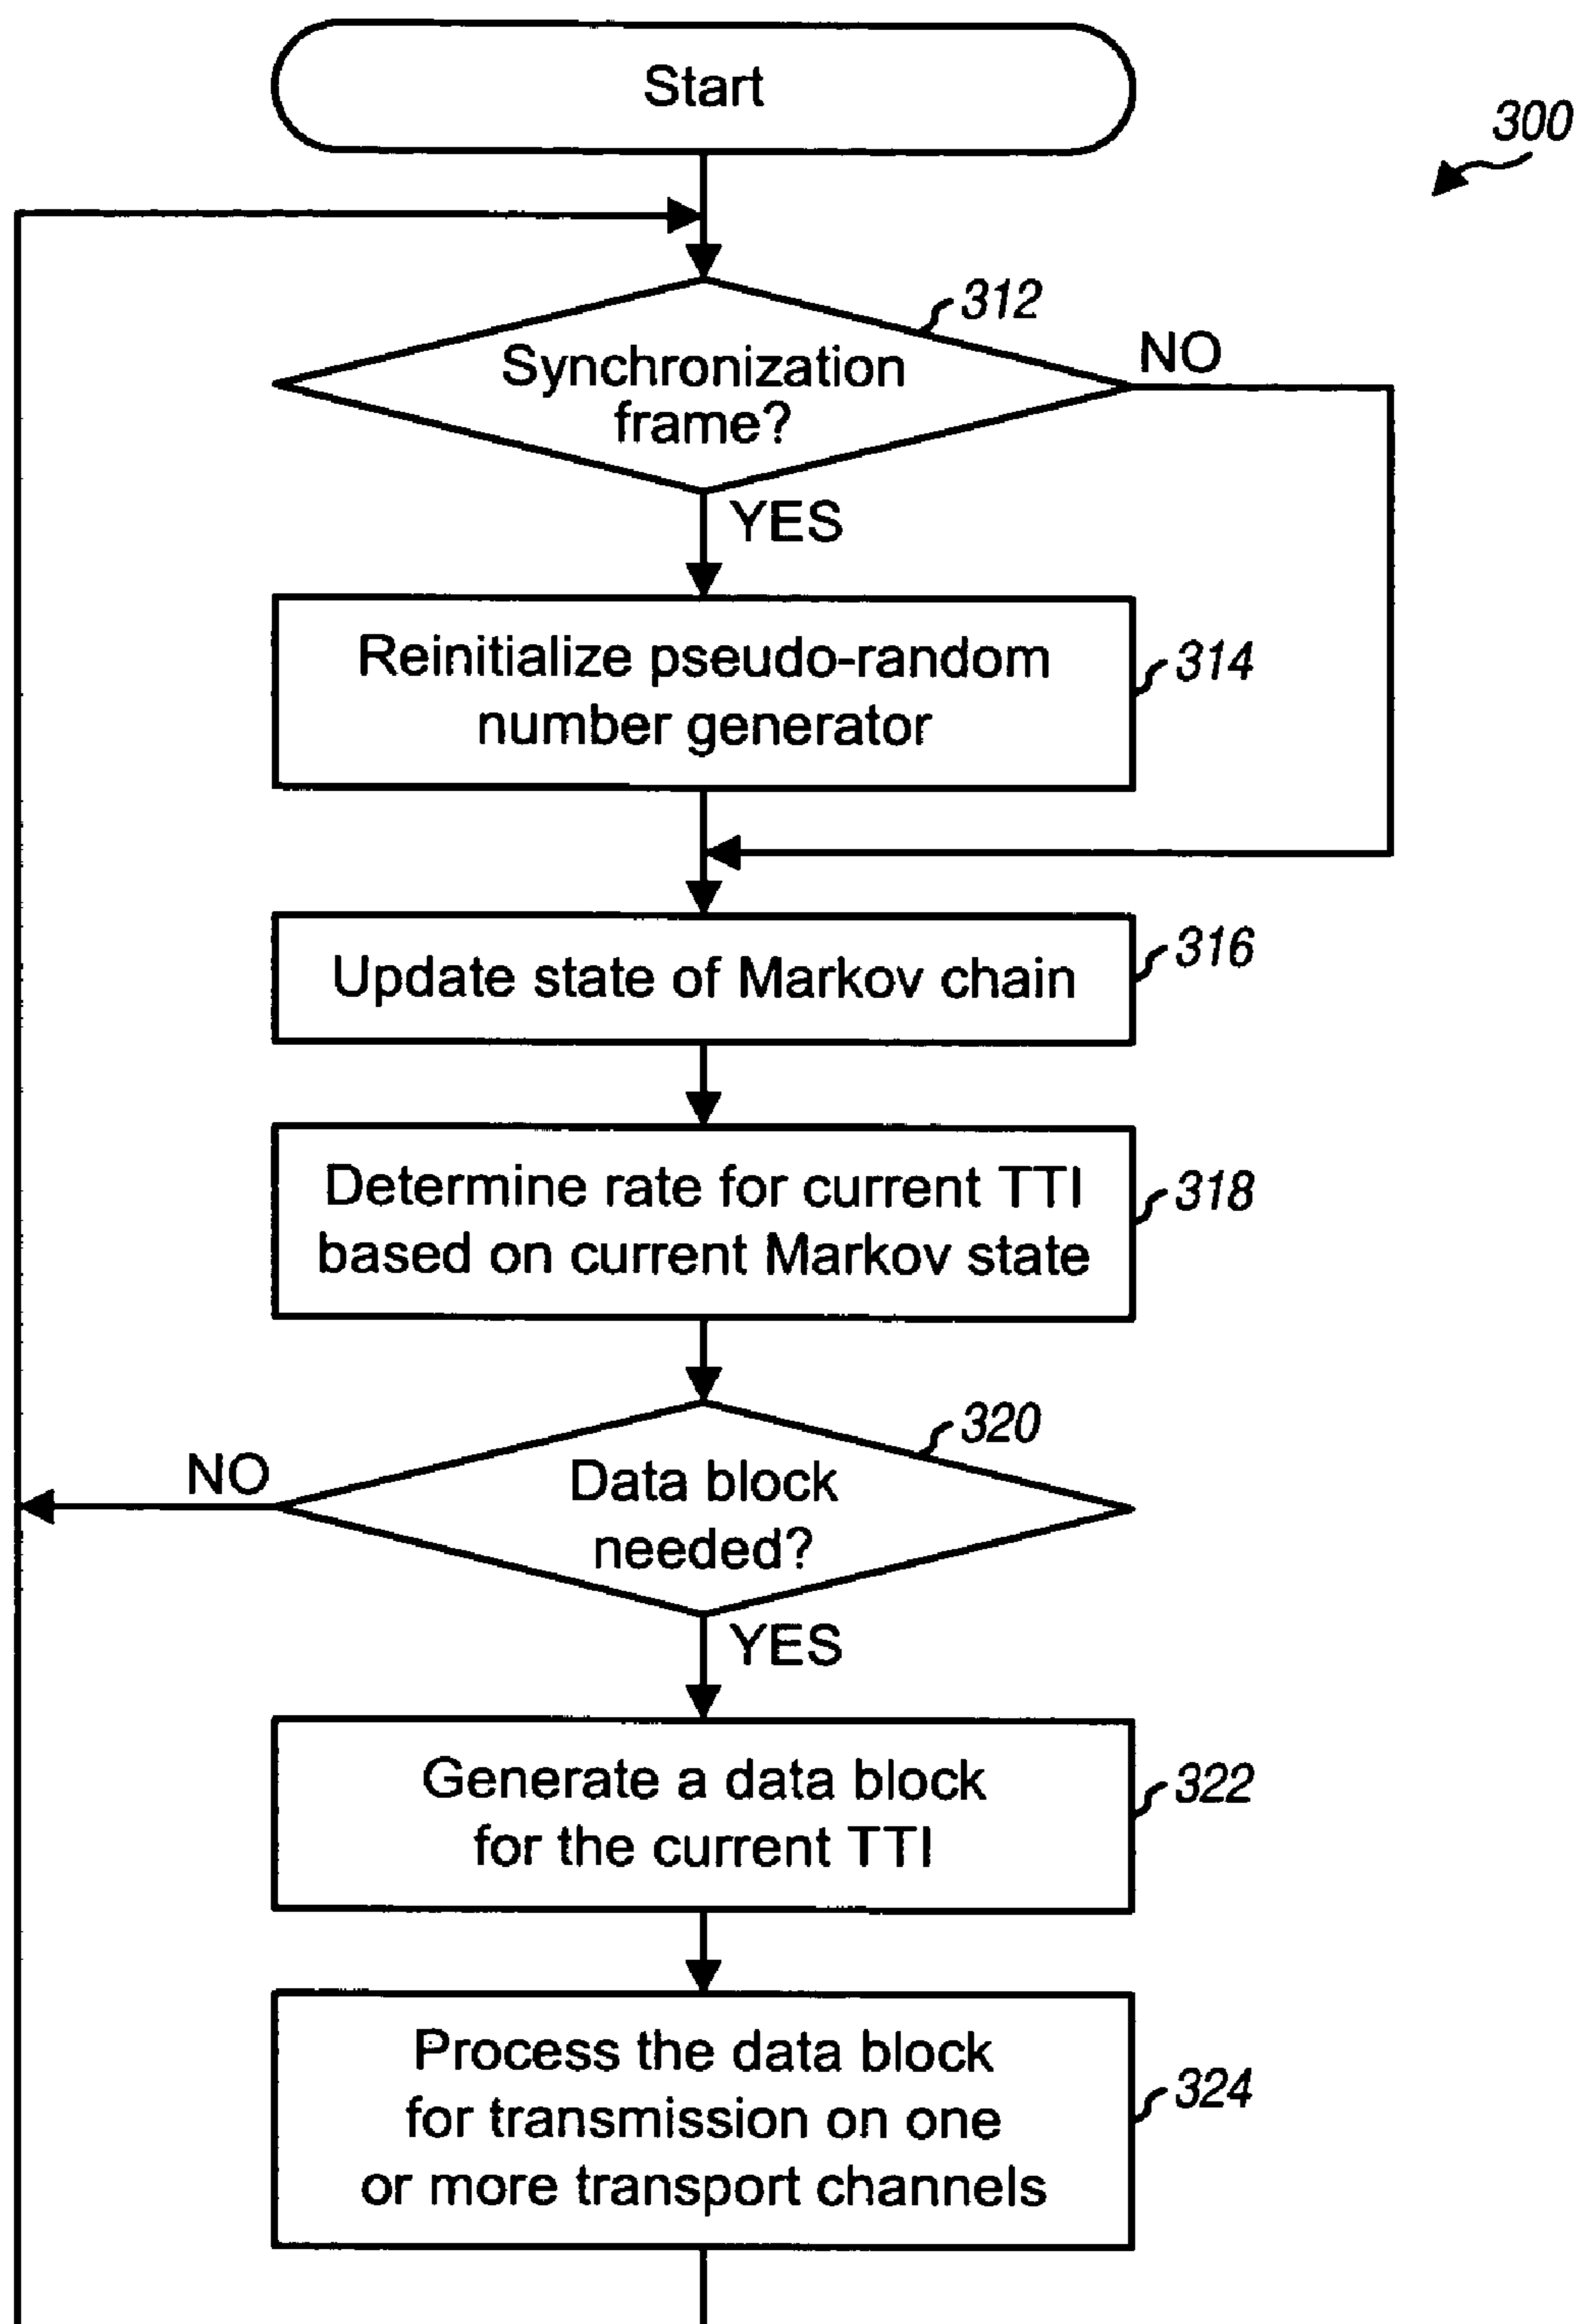 Start
300
312
Synchronization
frame?
NO
YES
Reinitialize pseudo-random
number generator
314
Update state of Markov chain
316
Determine rate for current TTI
based on current Markov state
318
320
NO
Data block
needed?
YES
Generate a data block
for the current TTI
322
Process the data block
for transmission on one
or more transport channels
324